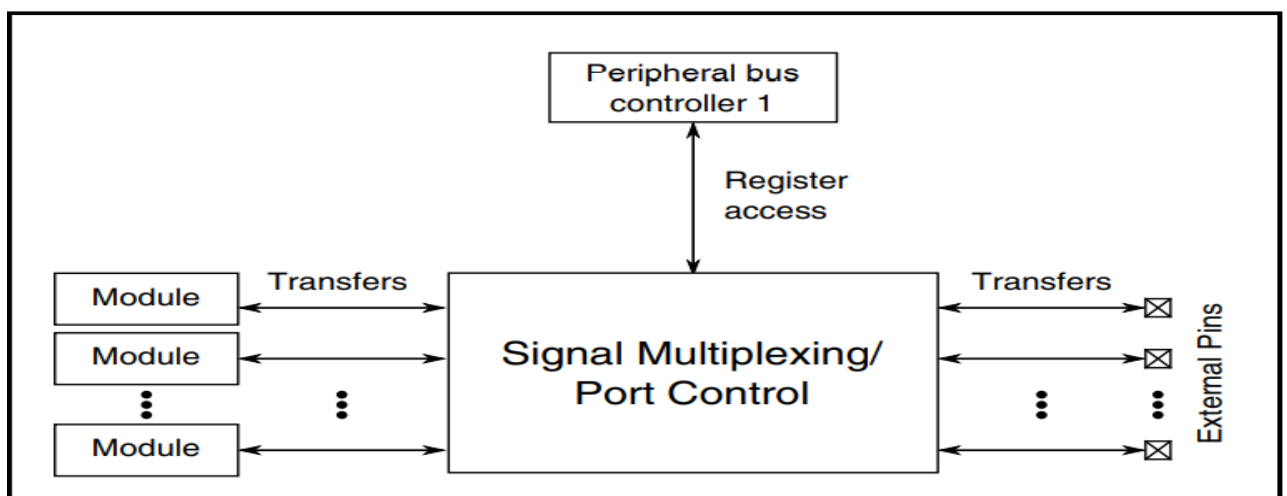 Peripheral bus
controller 1
Register
access
Module
Transfers
Transfers
Module
Signal Multiplexing/
Port Control
Module
External Pins